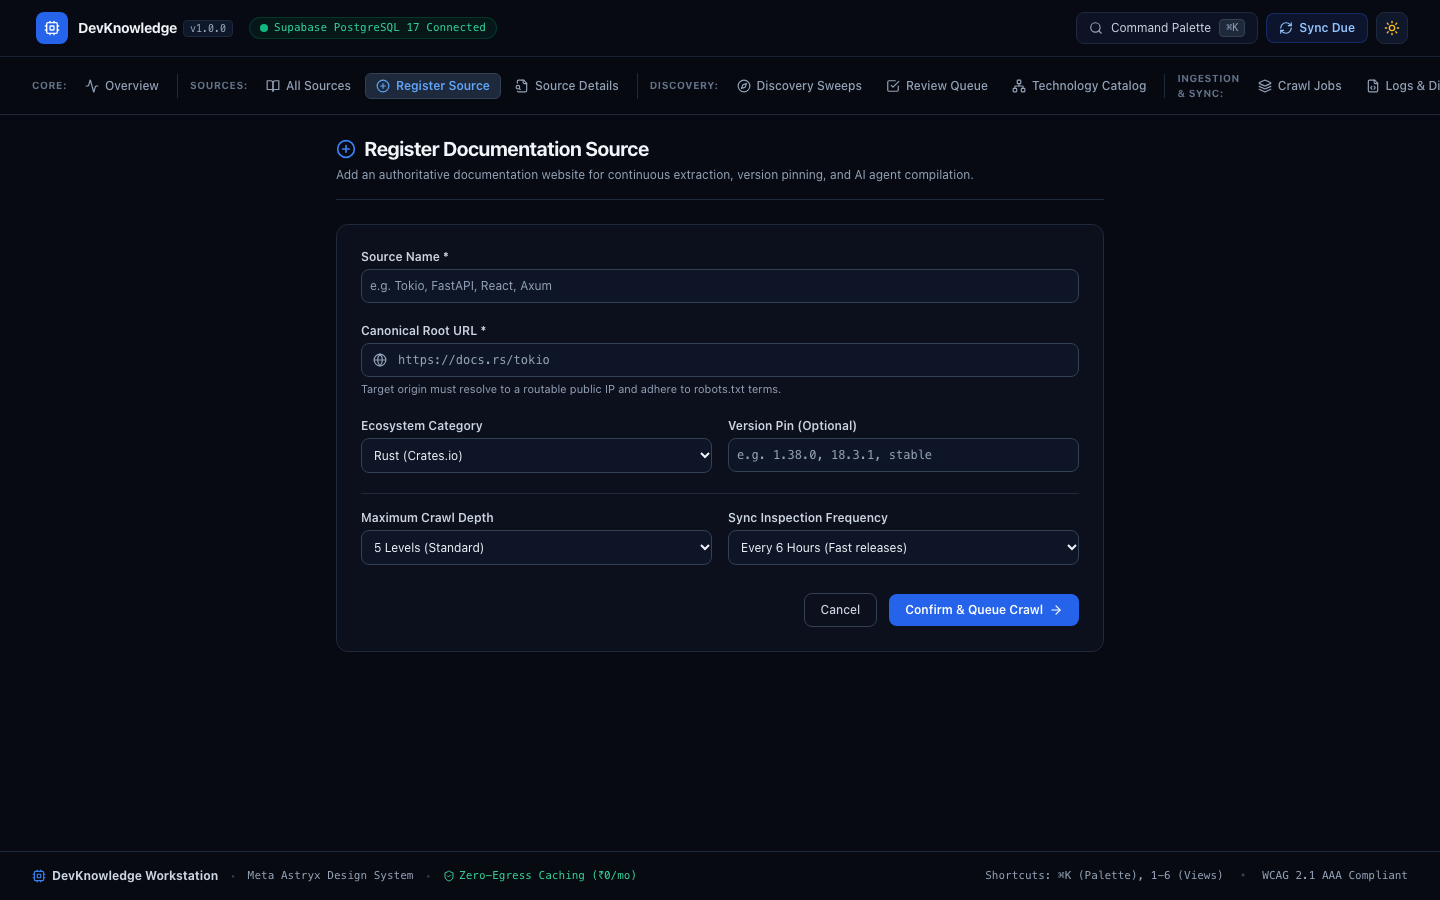 DevKnowledge v1.0.0 Supabase PostgreSQL 17 Connected Command Palette ⌘K Sync Due
CORE: Overview SOURCES: All Sources Register Source Source Details DISCOVERY: Discovery Sweeps Review Queue Technology Catalog INGESTION & SYNC: Crawl Jobs Logs & Di
Register Documentation Source
Add an authoritative documentation website for continuous extraction, version pinning, and AI agent compilation.
Source Name *
e.g. Tokio, FastAPI, React, Axum
Canonical Root URL *
https://docs.rs/tokio
Target origin must resolve to a routable public IP and adhere to robots.txt terms.
Ecosystem Category Version Pin (Optional)
Rust (Crates.io) e.g. 1.38.0, 18.3.1, stable
Maximum Crawl Depth Sync Inspection Frequency
5 Levels (Standard) Every 6 Hours (Fast releases)
Cancel Confirm & Queue Crawl →
DevKnowledge Workstation • Meta Astryx Design System • Zero-Egress Caching (₹0/mo) Shortcuts: ⌘K (Palette), 1-6 (Views) • WCAG 2.1 AAA Compliant